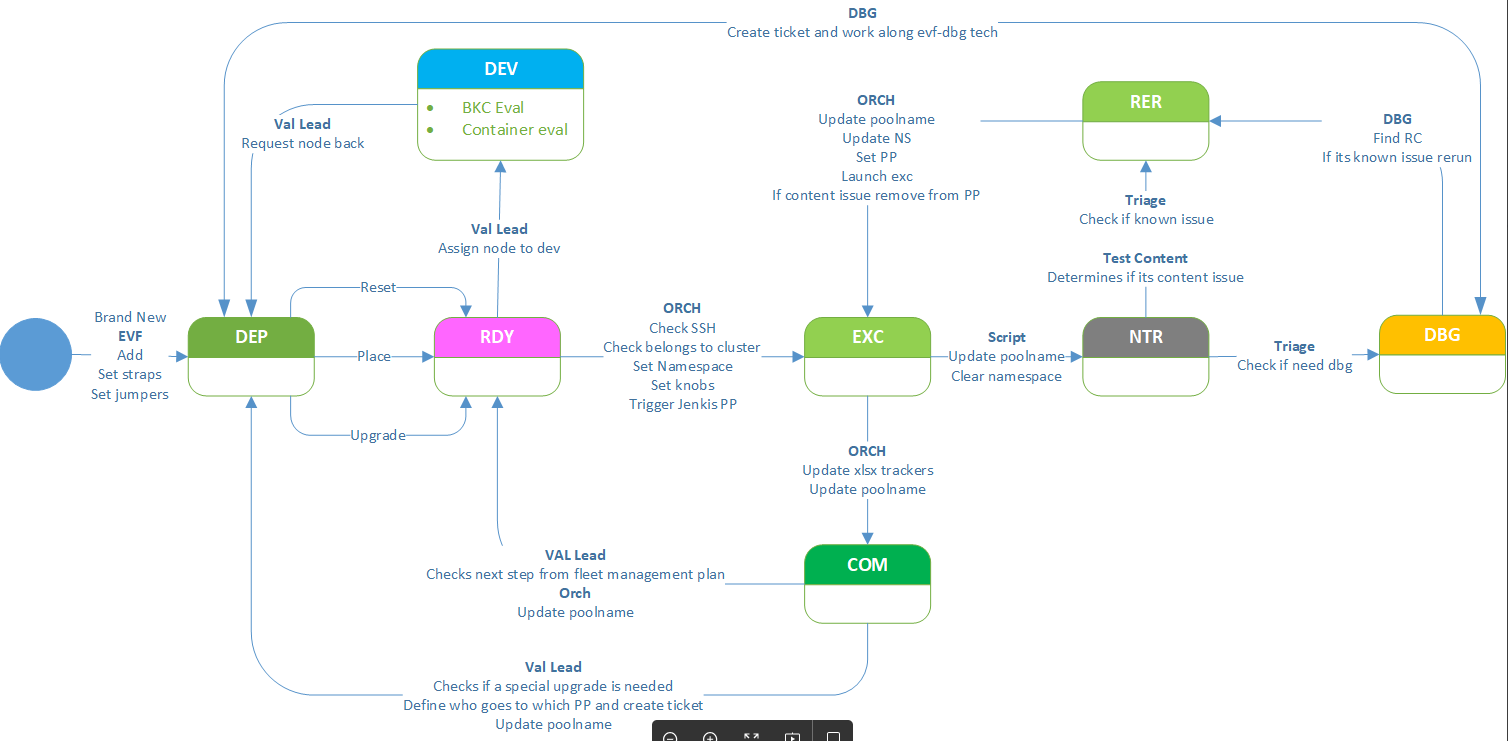 DBG
Create ticket and work along evf-dbg tech
DEV
BKC Eval
Container eval
Val Lead
Request node back
Val Lead
Assign node to dev
ORCH
Update poolname
Update NS
Set PP
Launch exc
If content issue remove from PP
RER
DBG
Find RC
If its known issue rerun
Triage
Check if known issue
Test Content
Determines if its content issue
Brand New
EVF
Add
Set straps
Set jumpers
DEP
Reset
Place
Upgrade
RDY
ORCH
Check SSH
Check belongs to cluster
Set Namespace
Set knobs
Trigger Jenkis PP
EXC
Script
Update poolname
Clear namespace
NTR
Triage
Check if need dbg
DBG
ORCH
Update xlsx trackers
Update poolname
COM
VAL Lead
Checks next step from fleet management plan
Orch
Update poolname
Val Lead
Checks if a special upgrade is needed
Define who goes to which PP and create ticket
Update poolname